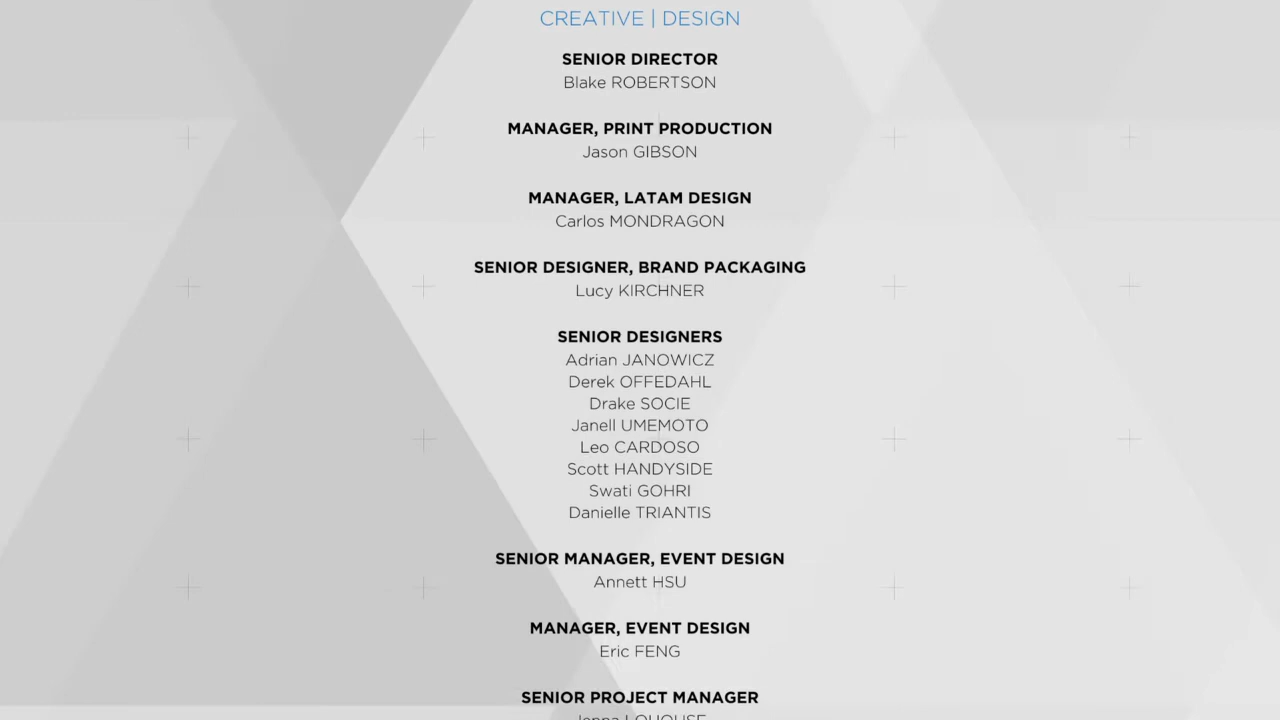 CREATIVE | DESIGN
SENIOR DIRECTOR
Blake ROBERTSON
MANAGER, PRINT PRODUCTION
Jason GIBSON
MANAGER, LATAM DESIGN
Carlos MONDRAGON
SENIOR DESIGNER, BRAND PACKAGING
Lucy KIRCHNER
SENIOR DESIGNERS
Adrian JANOWICZ
Derek OFFEDAHL
Drake SOCIE
Janell UMEMOTO
Leo CARDOSO
Scott HANDYSIDE
Swati GOHRI
Danielle TRIANTIS
SENIOR MANAGER, EVENT DESIGN
Annett HSU
MANAGER, EVENT DESIGN
Eric FENG
SENIOR PROJECT MANAGER